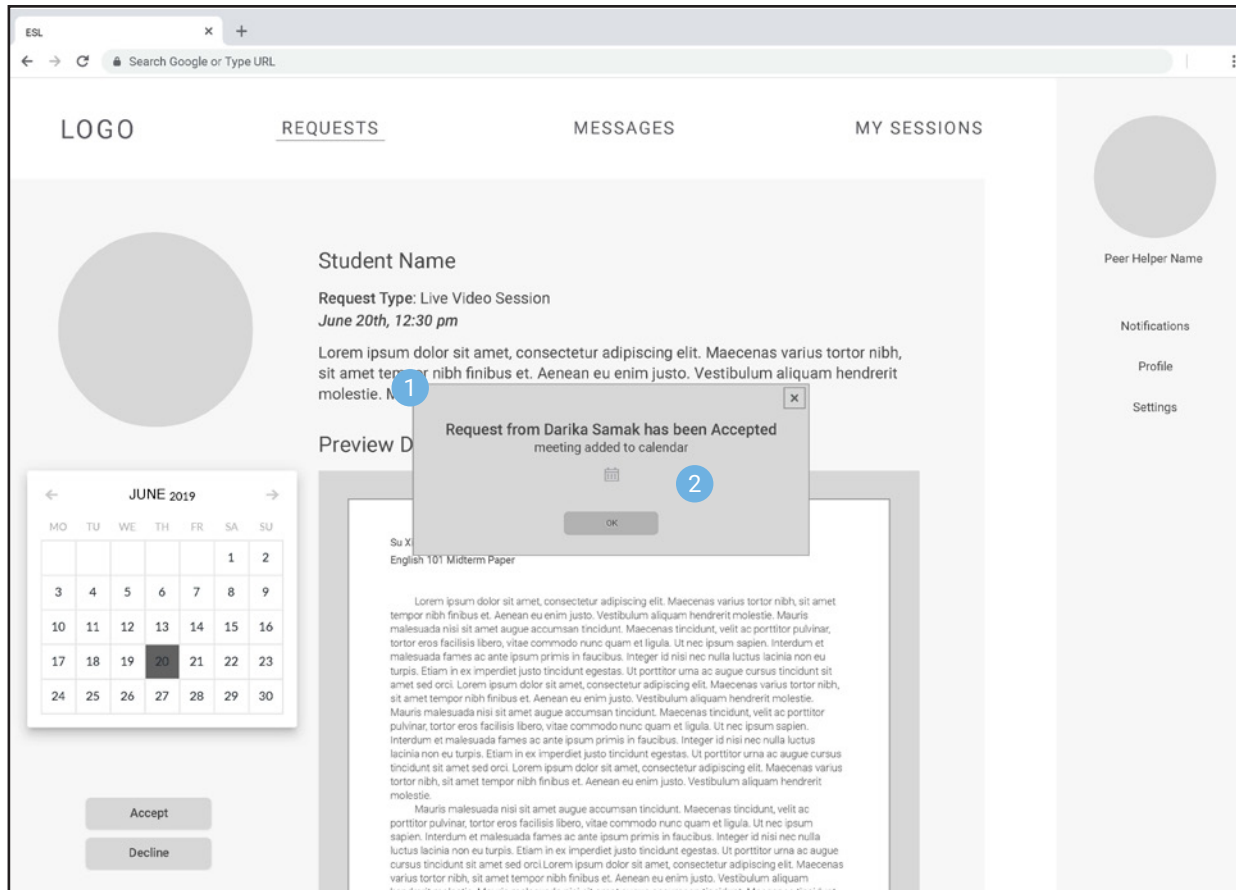 ESL
Search Google or Type URL
LOGO
REQUESTS
MESSAGES
MY SESSIONS
Peer Helper Name
Notifications
Profile
Settings
Student Name
Request Type: Live Video Session
June 20th, 12:30 pm
Lorem ipsum dolor sit amet, consectetur adipiscing elit. Maecenas varius tortor nibh,
sit amet tempor nibh finibus et. Aenean eu enim justo. Vestibulum aliquam hendrerit
molestie.
1
Request from Darika Samak has been Accepted
meeting added to calendar
2
OK
Preview D
JUNE 2019
MO TU WE TH FR SA SU
1 2
3 4 5 6 7 8 9
10 11 12 13 14 15 16
17 18 19 20 21 22 23
24 25 26 27 28 29 30
Accept
Decline
Su Xi
English 101 Midterm Paper
Lorem ipsum dolor sit amet, consectetur adipiscing elit. Maecenas varius tortor nibh, sit amet
tempor nibh finibus et. Aenean eu enim justo. Vestibulum aliquam hendrerit molestie. Mauris
malesuada nisi sit amet augue accumsan tincidunt. Maecenas tincidunt, velit ac porttitor pulvinar,
tortor eros facilisis libero, vitae commodo nunc quam et ligula. Ut nec ipsum sapien. Interdum et
malesuada fames ac ante ipsum primis in faucibus. Integer id nisi nec nulla luctus lacinia non eu
turpis. Etiam in ex imperdiet justo tincidunt egestas. Ut porttitor urna ac augue cursus tincidunt sit
amet sed orci. Lorem ipsum dolor sit amet, consectetur adipiscing elit. Maecenas varius tortor nibh,
sit amet tempor nibh finibus et. Aenean eu enim justo. Vestibulum aliquam hendrerit molestie.
Mauris malesuada nisi sit amet augue accumsan tincidunt. Maecenas tincidunt, velit ac porttitor
pulvinar, tortor eros facilisis libero, vitae commodo nunc quam et ligula. Ut nec ipsum sapien.
Interdum et malesuada fames ac ante ipsum primis in faucibus. Integer id nisi nec nulla luctus
lacinia non eu turpis. Etiam in ex imperdiet justo tincidunt egestas. Ut porttitor urna ac augue cursus
tincidunt sit amet sed orci. Lorem ipsum dolor sit amet, consectetur adipiscing elit. Maecenas varius
tortor nibh, sit amet tempor nibh finibus et. Aenean eu enim justo. Vestibulum aliquam hendrerit
molestie.
Mauris malesuada nisi sit amet augue accumsan tincidunt. Maecenas tincidunt, velit ac
porttitor pulvinar, tortor eros facilisis libero, vitae commodo nunc quam et ligula. Ut nec ipsum
sapien. Interdum et malesuada fames ac ante ipsum primis in faucibus. Integer id nisi nec nulla
luctus lacinia non eu turpis. Etiam in ex imperdiet justo tincidunt egestas. Ut porttitor urna ac augue
cursus tincidunt sit amet sed orci.Lorem ipsum dolor sit amet, consectetur adipiscing elit. Maecenas
varius tortor nibh, sit amet tempor nibh finibus et. Aenean eu enim justo. Vestibulum aliquam